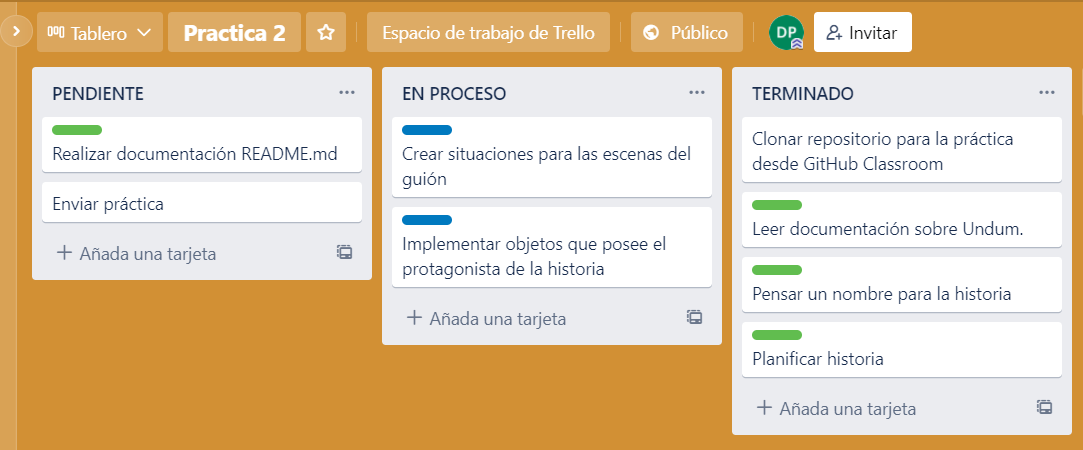 Tablero
Practica 2
Espacio de trabajo de Trello
Público
DP
Invitar
PENDIENTE
Realizar documentación README.md
Enviar práctica
Añada una tarjeta
EN PROCESO
Crear situaciones para las escenas del
guión
Implementar objetos que posee el
protagonista de la historia
Añada una tarjeta
TERMINADO
Clonar repositorio para la práctica
desde GitHub Classroom
Leer documentación sobre Undum.
Pensar un nombre para la historia
Planificar historia
Añada una tarjeta